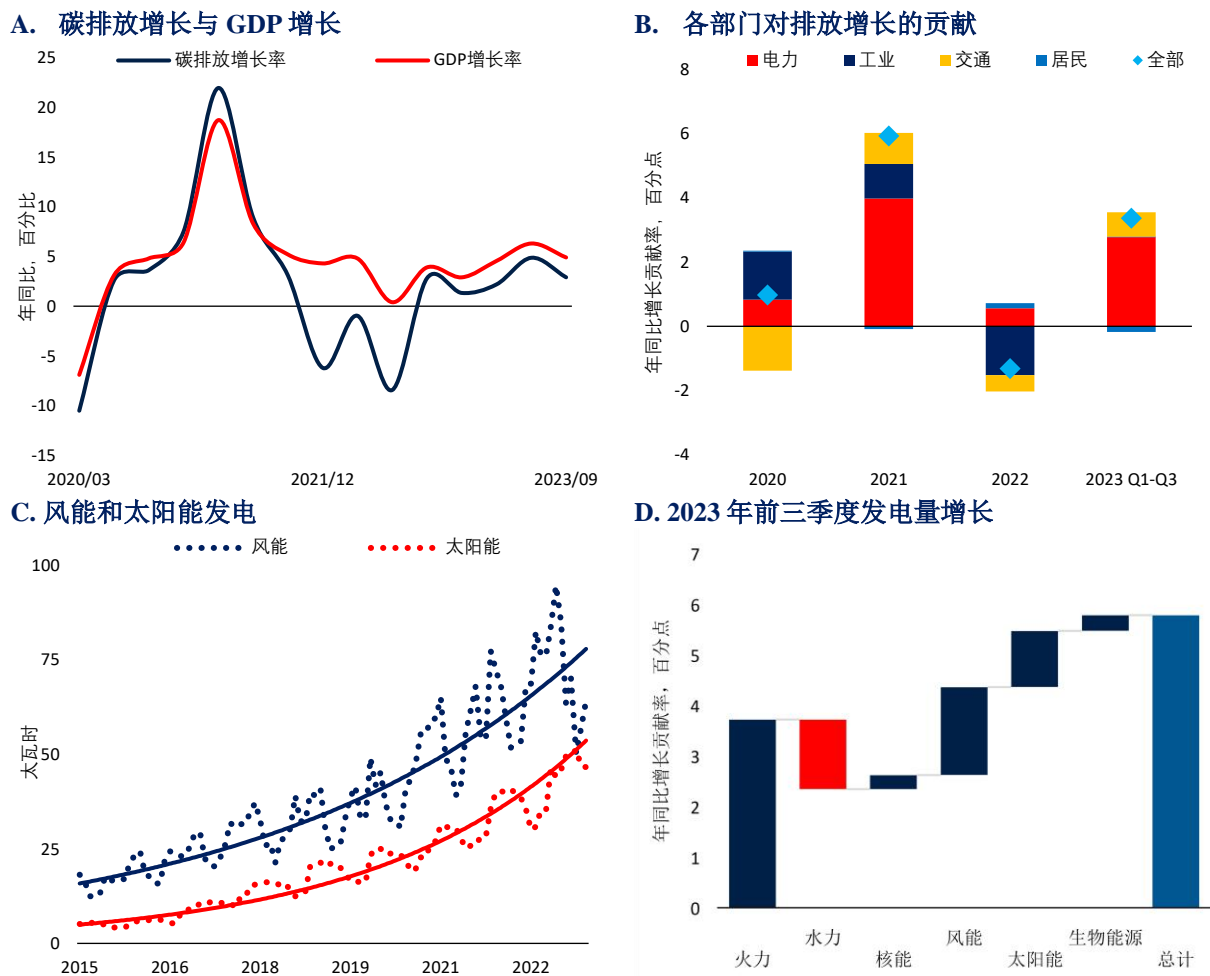 A. 碳排放增长与 GDP 增长
碳排放增长率
GDP增长率
年同比, 百分比
25
20
15
10
5
0
-5
-10
-15
2020/03
2021/12
2023/09
B. 各部门对排放增长的贡献
电力
工业
交通
居民
全部
年同比增长贡献率, 百分点
8
6
4
2
0
-2
-4
2020
2021
2022
2023 Q1-Q3
C. 风能和太阳能发电
风能
太阳能
太瓦时
100
75
50
25
0
2015
2016
2018
2019
2021
2022
D. 2023 年前三季度发电量增长
年同比增长贡献率, 百分点
7
6
5
4
3
2
1
0
火力
水力
核能
风能
太阳能
生物能源
总计